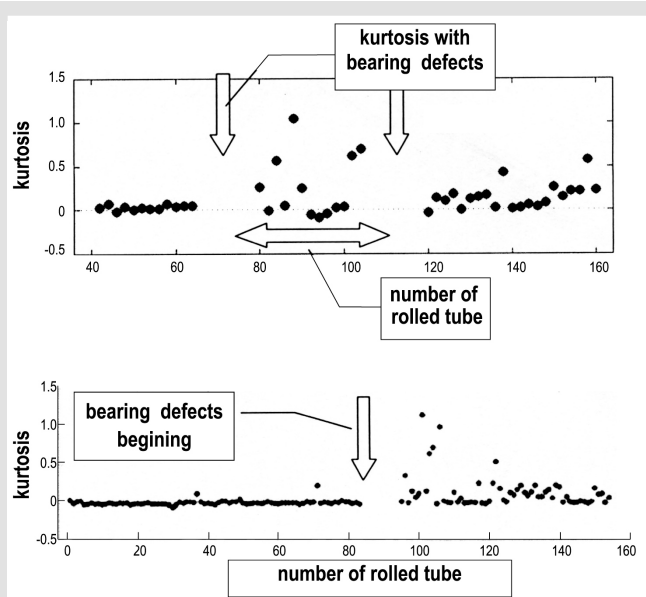 kurtosis with
bearing defects
kurtosis
1.5
1.0
0.5
0
-0.5
40 60 80 100 120 140 160
number of
rolled tube
bearing defects
begining
kurtosis
1.5
1.0
0.5
0
-0.5
0 20 40 60 80 100 120 140 160
number of rolled tube